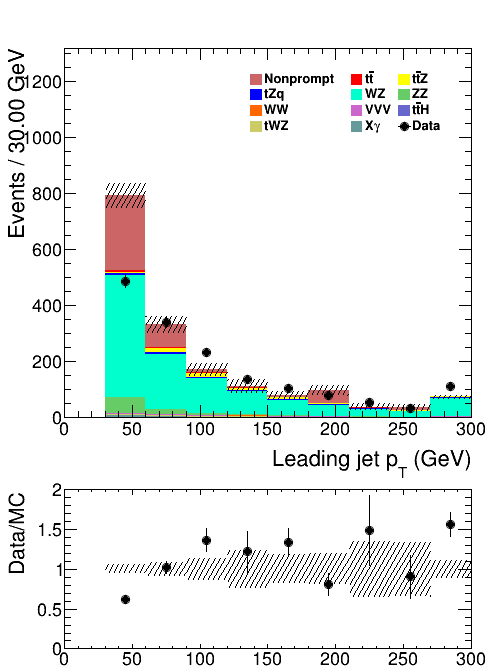 Events / 30.00 GeV
1200
1000
800
600
400
200
0
Nonprompt tt̄ tt̄Z
tZq WZ ZZ
WW VVV tt̄H
tWZ Xγ Data
0 50 100 150 200 250 300
Leading jet p_T (GeV)
Data/MC
2
1.5
1
0.5
0
0 50 100 150 200 250 300